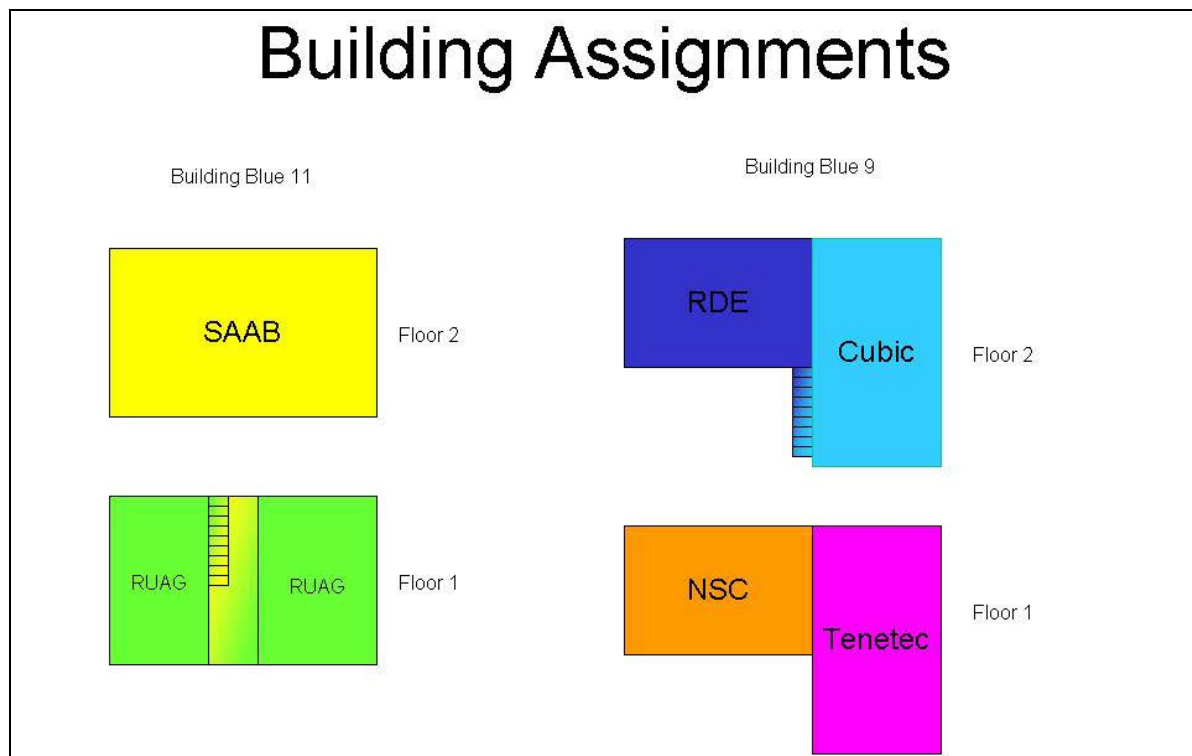 Building Assignments
Building Blue 11
Building Blue 9
SAAB
Floor 2
RDE
Cubic
Floor 2
RUAG
RUAG
Floor 1
NSC
Tenetec
Floor 1